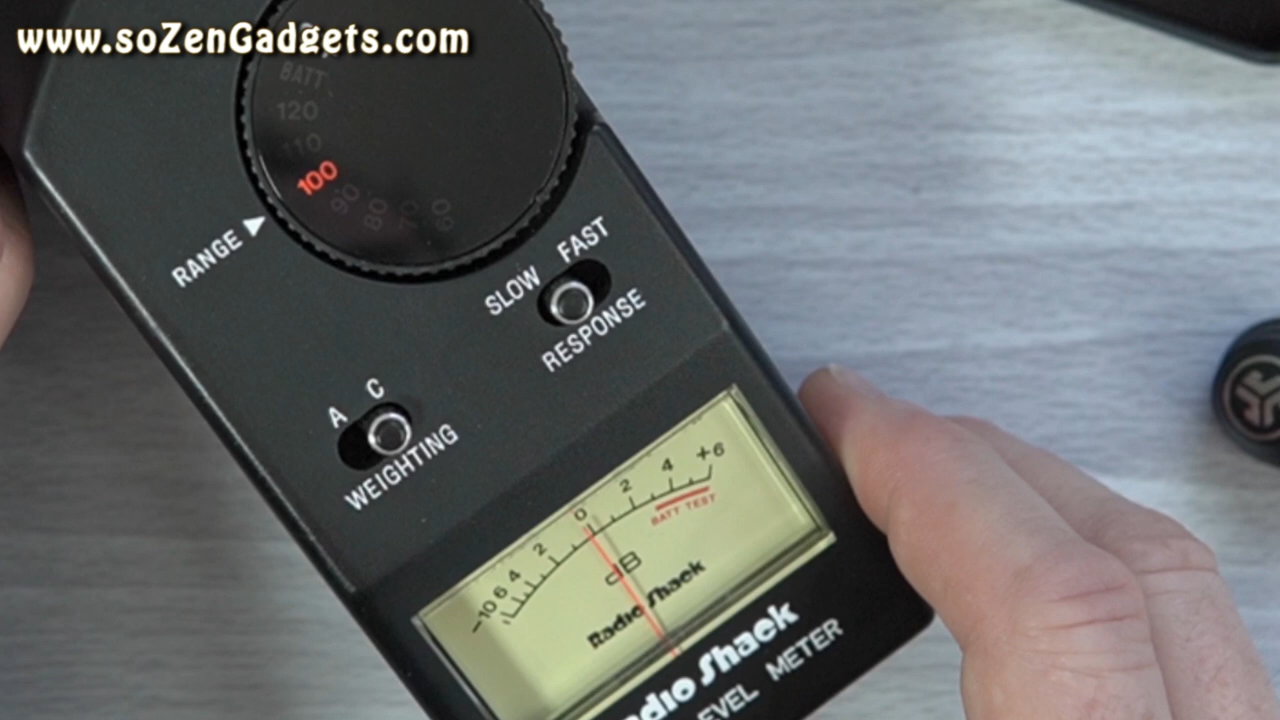 www.soZenGadgets.com
BATT
120
110
100
90
80
70
60
RANGE
SLOW FAST
RESPONSE
A C
WEIGHTING
-10 6 4 2 0 2 4 +6
BATT TEST
dB
Radio Shack
Radio Shack
LEVEL METER